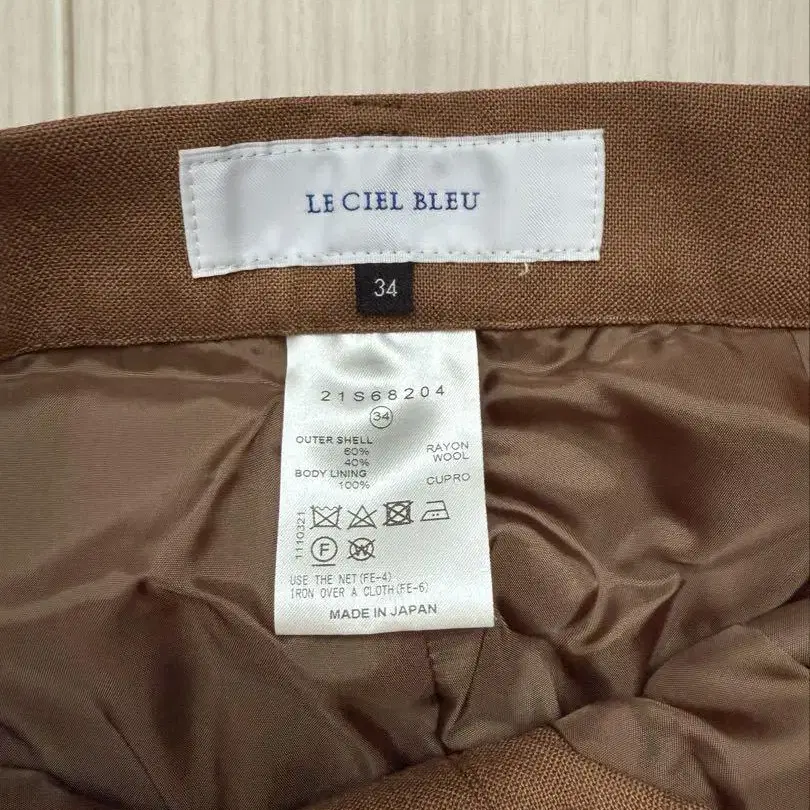 LE CIEL BLEU
34
21S68204
34
OUTER SHELL
60% RAYON
40% WOOL
BODY LINING
100% CUPRO
1110321
F
W
USE THE NET(FE-4)
IRON OVER A CLOTH(FE-6)
MADE IN JAPAN